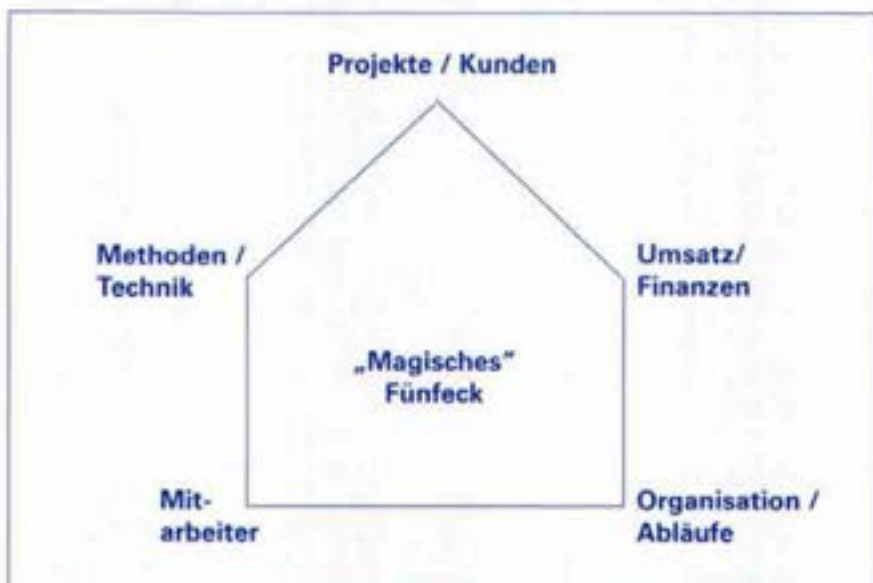 Projekte / Kunden
Methoden /
Technik
Umsatz/
Finanzen
„Magisches“
Fünfeck
Mit-
arbeiter
Organisation /
Abläufe